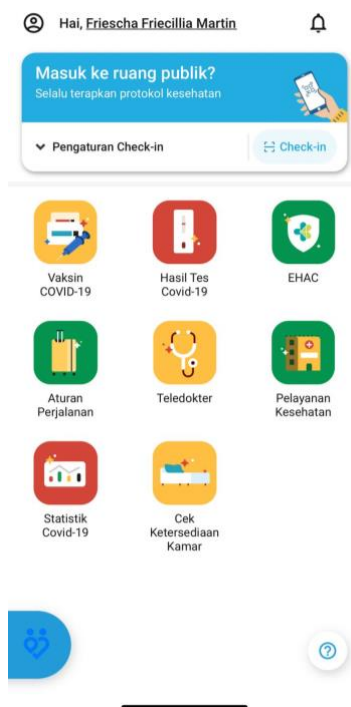 Hai, Friescha Friecillia Martin
Masuk ke ruang publik?
Selalu terapkan protokol kesehatan
Pengaturan Check-in
Check-in
Vaksin
COVID-19
Hasil Tes
Covid-19
EHAC
Aturan
Perjalanan
Teledokter
Pelayanan
Kesehatan
Statistik
Covid-19
Cek
Ketersediaan
Kamar